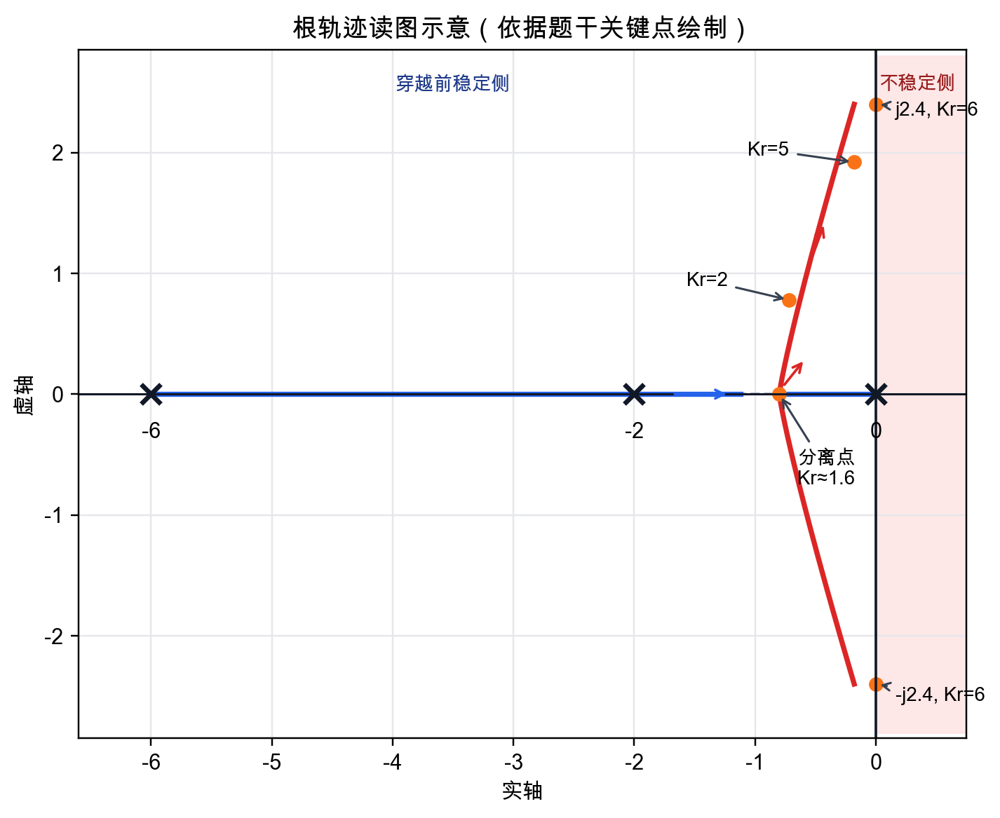 根轨迹读图示意（依据题干关键点绘制）
穿越前稳定侧
不稳定侧
j2.4, Kr=6
Kr=5
Kr=2
分离点
Kr≈1.6
-j2.4, Kr=6
-6
-2
0
虚轴
2
1
0
-1
-2
-6
-5
-4
-3
-2
-1
0
实轴